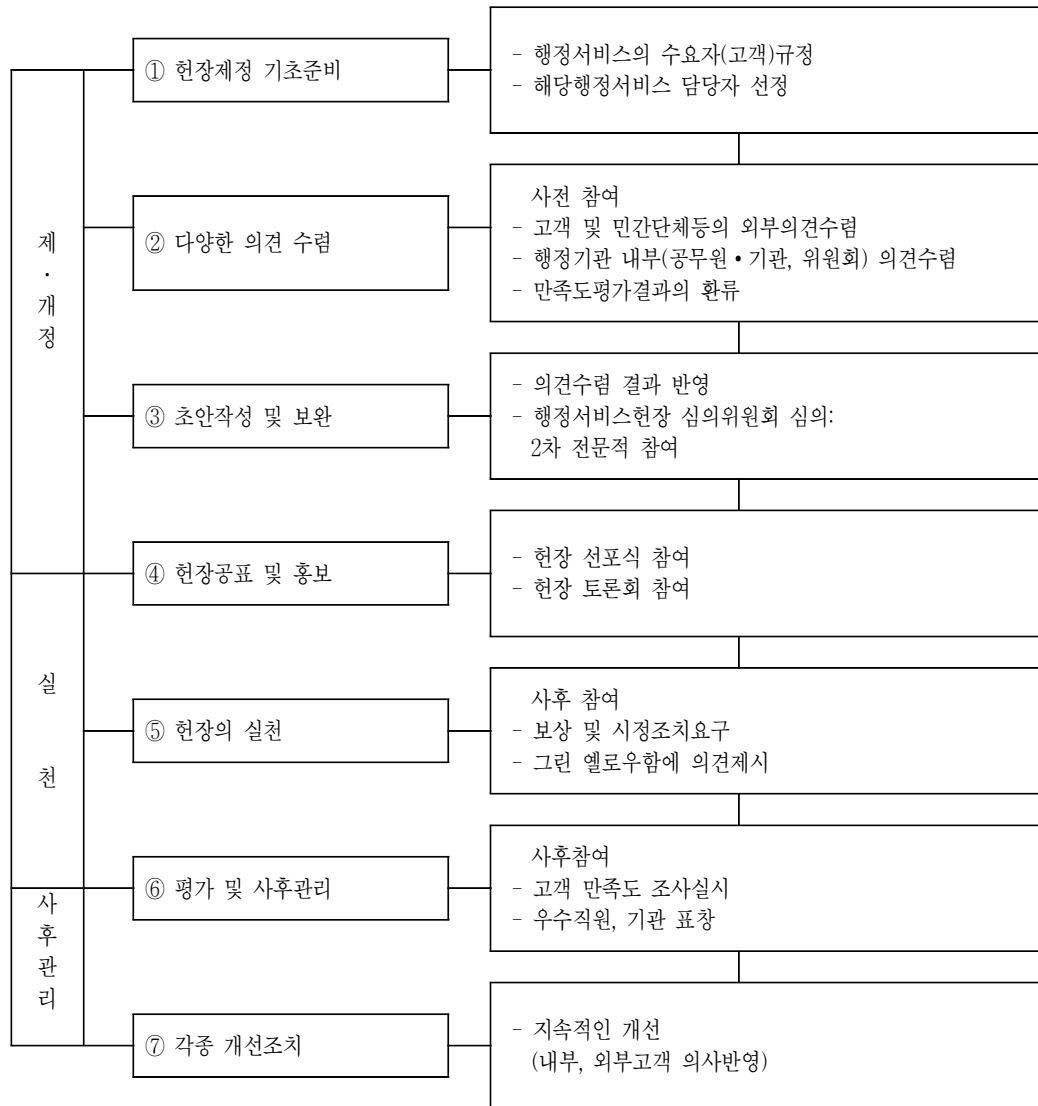 제·개정
① 헌장제정 기초준비
- 행정서비스의 수요자(고객)규정
- 해당행정서비스 담당자 선정
② 다양한 의견 수렴
사전 참여
- 고객 및 민간단체등의 외부의견수렴
- 행정기관 내부(공무원•기관, 위원회) 의견수렴
- 만족도평가결과의 환류
③ 초안작성 및 보완
- 의견수렴 결과 반영
- 행정서비스헌장 심의위원회 심의:
2차 전문적 참여
실천
④ 헌장공표 및 홍보
- 헌장 선포식 참여
- 헌장 토론회 참여
⑤ 헌장의 실천
사후 참여
- 보상 및 시정조치요구
- 그린 옐로우함에 의견제시
사후관리
⑥ 평가 및 사후관리
사후참여
- 고객 만족도 조사실시
- 우수직원, 기관 표창
⑦ 각종 개선조치
- 지속적인 개선
(내부, 외부고객 의사반영)